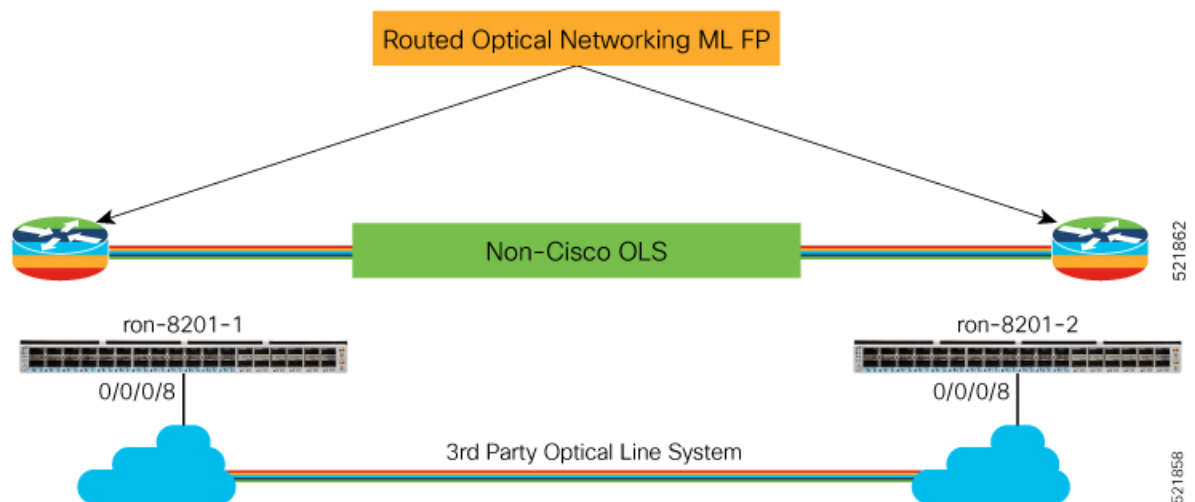 Routed Optical Networking ML FP
Non-Cisco OLS
521862
ron-8201-1
ron-8201-2
0/0/0/8
0/0/0/8
3rd Party Optical Line System
521858